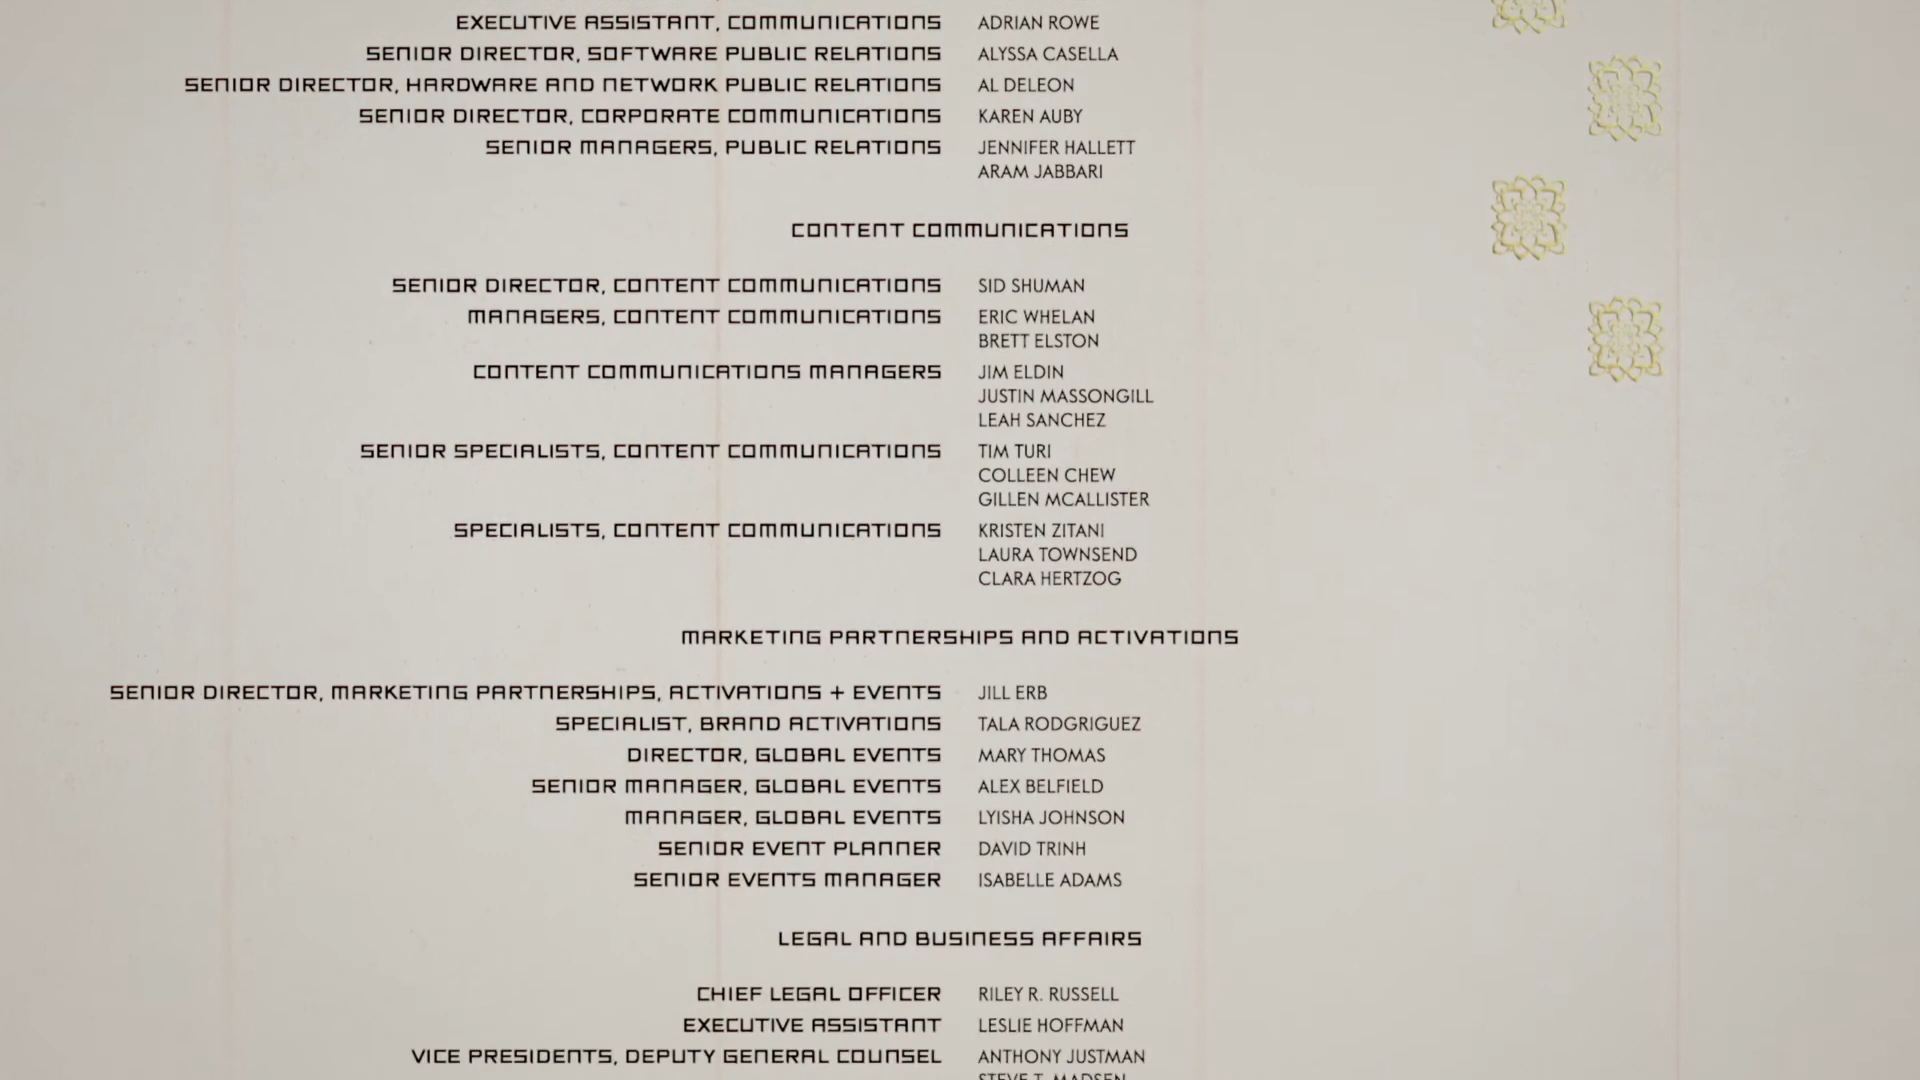 EXECUTIVE ASSISTANT, COMMUNICATIONS ADRIAN ROWE
SENIOR DIRECTOR, SOFTWARE PUBLIC RELATIONS ALYSSA CASELLA
SENIOR DIRECTOR, HARDWARE AND NETWORK PUBLIC RELATIONS AL DELEON
SENIOR DIRECTOR, CORPORATE COMMUNICATIONS KAREN AUBY
SENIOR MANAGERS, PUBLIC RELATIONS JENNIFER HALLETT
ARAM JABBARI
CONTENT COMMUNICATIONS
SENIOR DIRECTOR, CONTENT COMMUNICATIONS SID SHUMAN
MANAGERS, CONTENT COMMUNICATIONS ERIC WHELAN
BRETT ELSTON
CONTENT COMMUNICATIONS MANAGERS JIM ELDIN
JUSTIN MASSONGILL
LEAH SANCHEZ
SENIOR SPECIALISTS, CONTENT COMMUNICATIONS TIM TURI
COLLEEN CHEW
GILLEN MCALLISTER
SPECIALISTS, CONTENT COMMUNICATIONS KRISTEN ZITANI
LAURA TOWNSEND
CLARA HERTZOG
MARKETING PARTNERSHIPS AND ACTIVATIONS
SENIOR DIRECTOR, MARKETING PARTNERSHIPS, ACTIVATIONS + EVENTS JILL ERB
SPECIALIST, BRAND ACTIVATIONS TALA RODGRIGUEZ
DIRECTOR, GLOBAL EVENTS MARY THOMAS
SENIOR MANAGER, GLOBAL EVENTS ALEX BELFIELD
MANAGER, GLOBAL EVENTS LYISHA JOHNSON
SENIOR EVENT PLANNER DAVID TRINH
SENIOR EVENTS MANAGER ISABELLE ADAMS
LEGAL AND BUSINESS AFFAIRS
CHIEF LEGAL OFFICER RILEY R. RUSSELL
EXECUTIVE ASSISTANT LESLIE HOFFMAN
VICE PRESIDENTS, DEPUTY GENERAL COUNSEL ANTHONY JUSTMAN
STEVE T. MADSEN